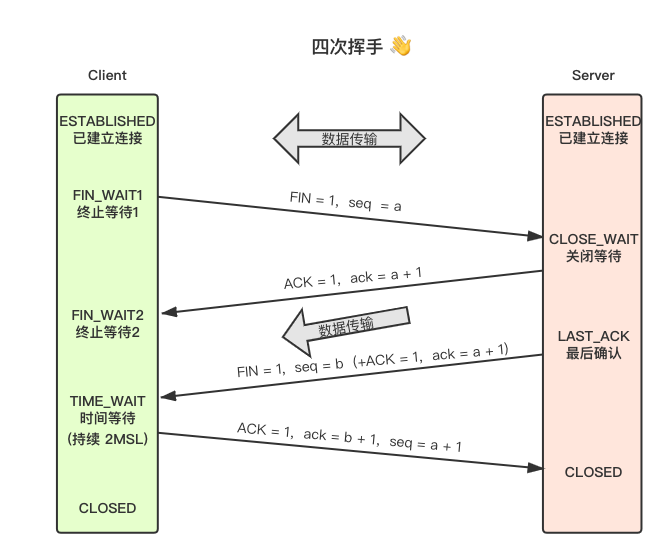 四次挥手 👋
Client
Server
ESTABLISHED
已建立连接
数据传输
ESTABLISHED
已建立连接
FIN_WAIT1
终止等待1
FIN = 1, seq = a
CLOSE_WAIT
关闭等待
ACK = 1, ack = a + 1
FIN_WAIT2
终止等待2
数据传输
LAST_ACK
最后确认
FIN = 1, seq = b (+ACK = 1, ack = a + 1)
TIME_WAIT
时间等待
(持续 2MSL)
ACK = 1, ack = b + 1, seq = a + 1
CLOSED
CLOSED